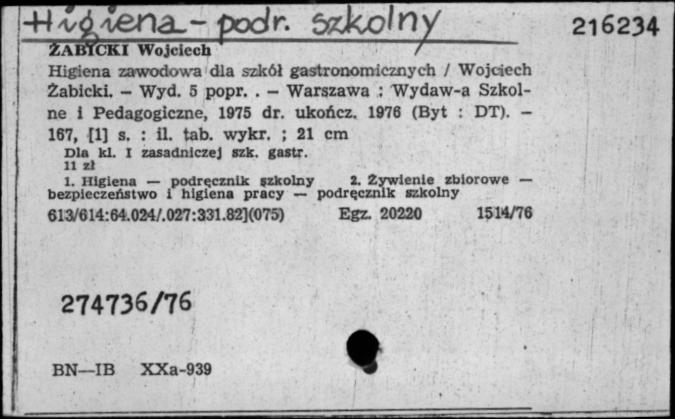 Higiena - podr. szkolny
216234
ŻABICKI Wojciech
Higiena zawodowa dla szkół gastronomicznych / Wojciech
Żabicki. — Wyd. 5 popr. . — Warszawa : Wydaw-a Szkol-
ne i Pedagogiczne, 1975 dr. ukończ. 1976 (Byt : DT). —
167, [1] s. : il. tab. wykr. ; 21 cm
Dla kl. I zasadniczej szk. gastr.
11 zł
1. Higiena — podręcznik szkolny 2. Żywienie zbiorowe —
bezpieczeństwo i higiena pracy — podręcznik szkolny
613/614:64.024/.027:331.82](075) Egz. 20220 1514/76
274736/76
BN—IB XXa-939